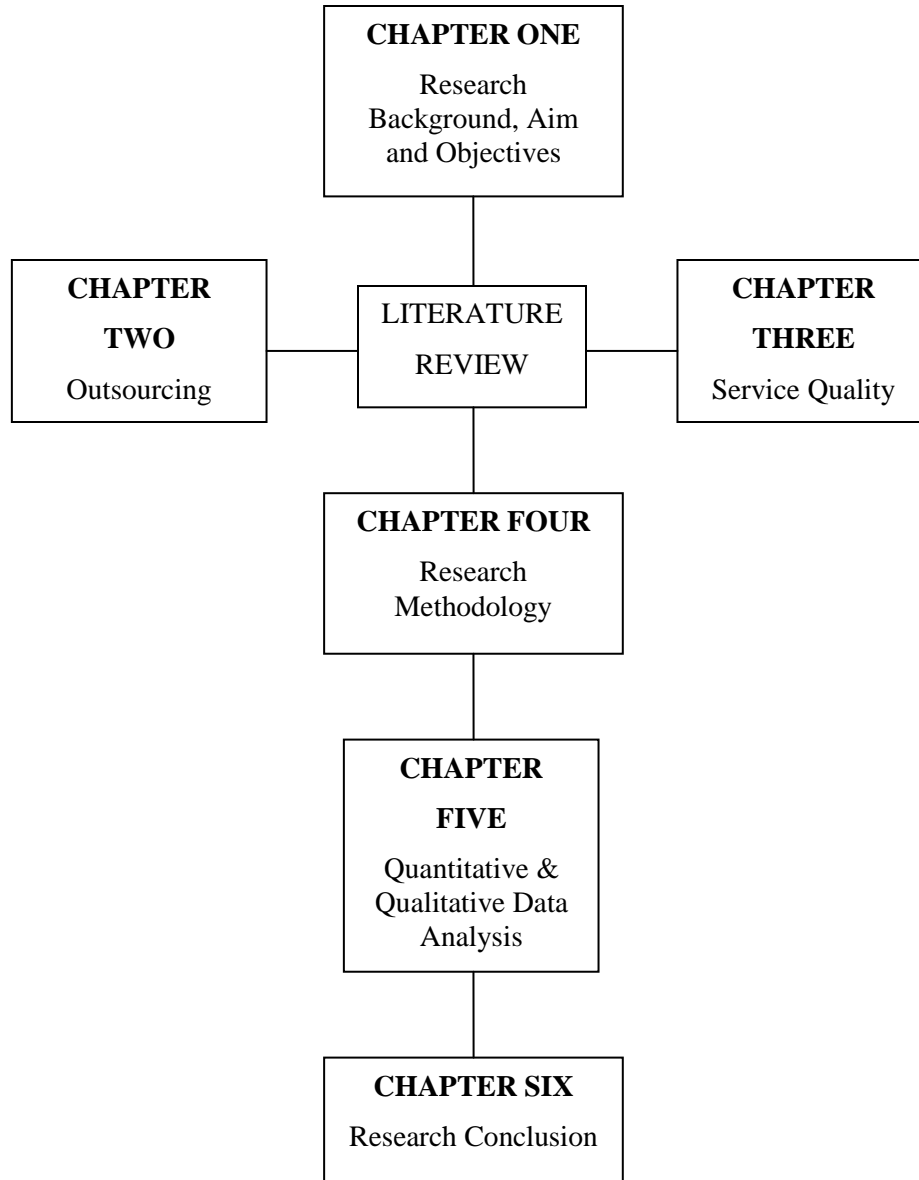 CHAPTER ONE
Research
Background, Aim
and Objectives
CHAPTER
TWO
Outsourcing
LITERATURE
REVIEW
CHAPTER
THREE
Service Quality
CHAPTER FOUR
Research
Methodology
CHAPTER
FIVE
Quantitative &
Qualitative Data
Analysis
CHAPTER SIX
Research Conclusion